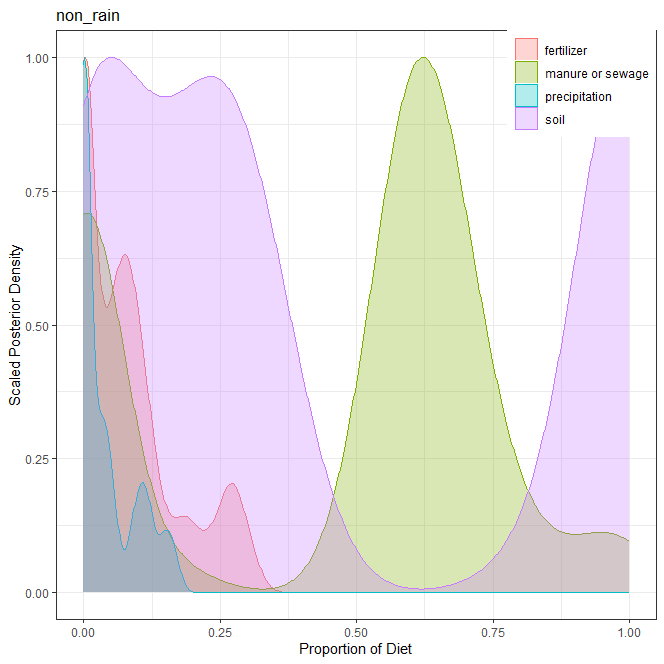 non_rain
fertilizer
manure or sewage
precipitation
soil
1.00
0.75
0.50
0.25
0.00
Scaled Posterior Density
0.00 0.25 0.50 0.75 1.00
Proportion of Diet